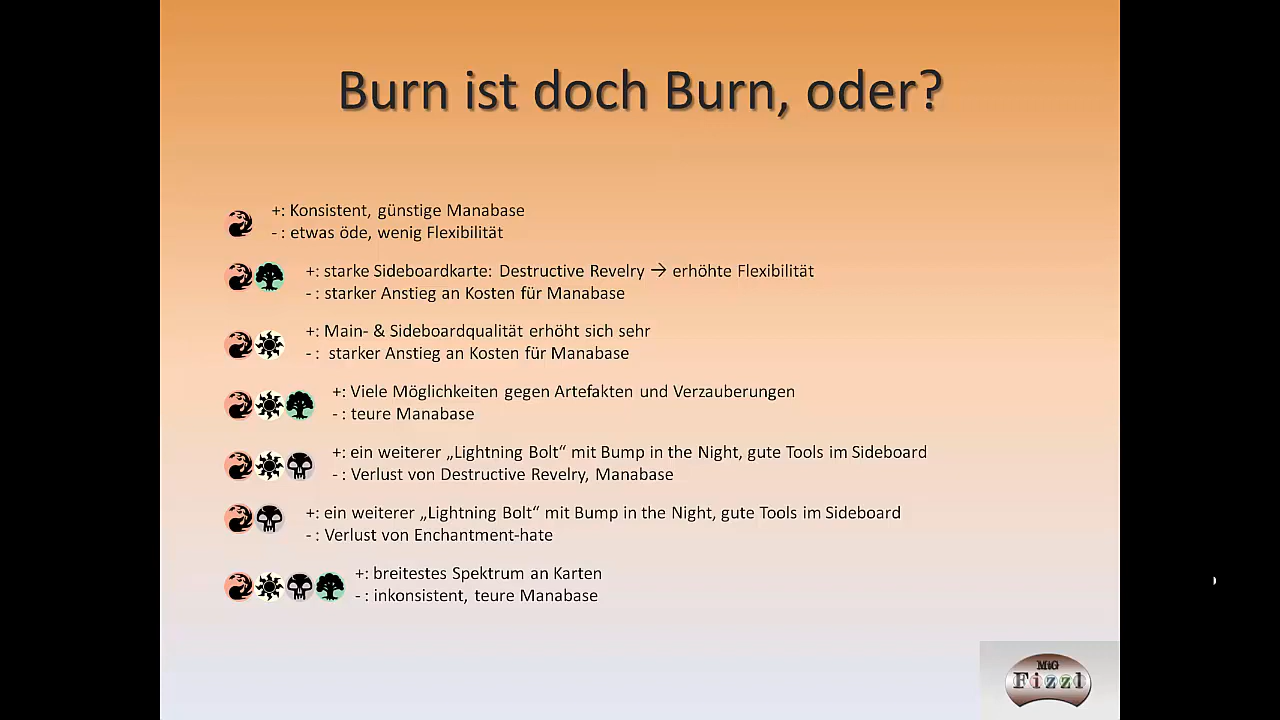 Burn ist doch Burn, oder?
+: Konsistent, günstige Manabase
- : etwas öde, wenig Flexibilität
+: starke Sideboardkarte: Destructive Revelry → erhöhte Flexibilität
- : starker Anstieg an Kosten für Manabase
+: Main- & Sideboardqualität erhöht sich sehr
- : starker Anstieg an Kosten für Manabase
+: Viele Möglichkeiten gegen Artefakten und Verzauberungen
- : teure Manabase
+: ein weiterer „Lightning Bolt“ mit Bump in the Night, gute Tools im Sideboard
- : Verlust von Destructive Revelry, Manabase
+: ein weiterer „Lightning Bolt“ mit Bump in the Night, gute Tools im Sideboard
- : Verlust von Enchantment-hate
+: breitestes Spektrum an Karten
- : inkonsistent, teure Manabase
MtG
Fizzl